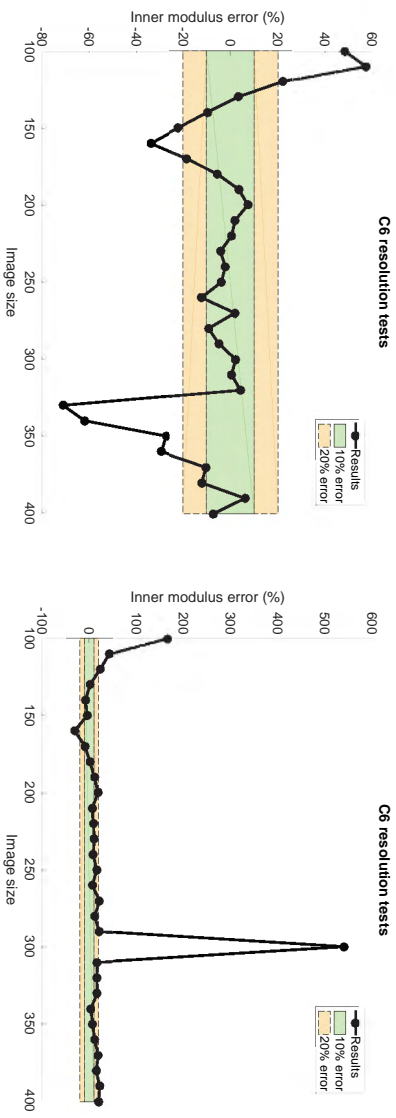 C6 resolution tests
Results
10% error
20% error
Inner modulus error (%)
60
40
20
0
-20
-40
-60
-80
100
150
200
250
300
350
400
Image size
C6 resolution tests
Results
10% error
20% error
Inner modulus error (%)
600
500
400
300
200
100
0
-100
100
150
200
250
300
350
400
Image size